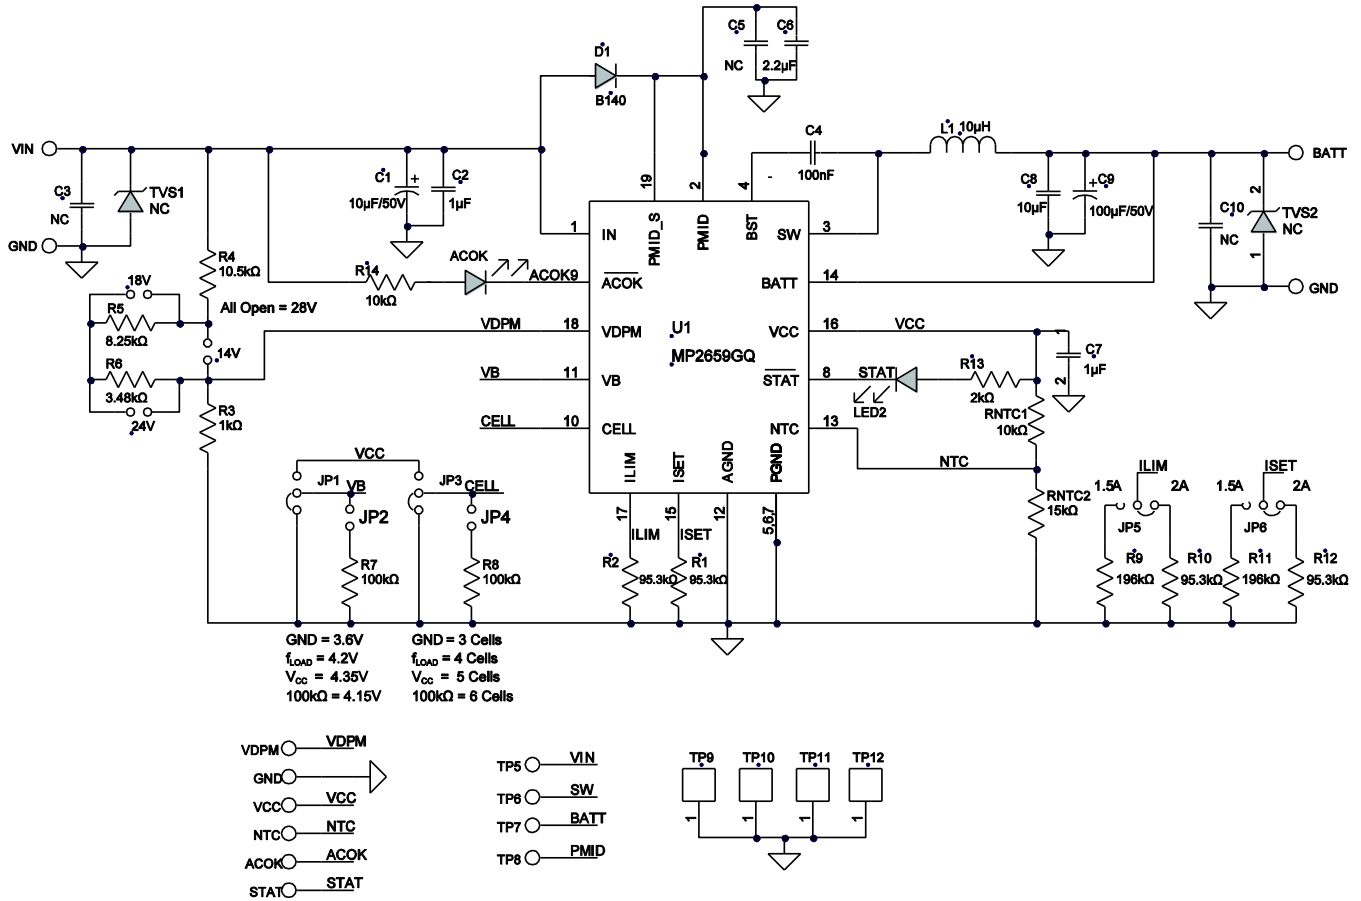 C5
C6
NC
2.2µF
D1
B140
C4
100nF
-
L1 10µH
VIN
BATT
C3
NC
TVS1
NC
C1
+
10µF/50V
C2
1µF
19
2
4
C8
10µF
+
C9
100µF/50V
C10
NC
2
TVS2
NC
1
GND
GND
1
IN
PMID_S
PMID
BST
SW
3
R4
10.5kΩ
R14
10kΩ
ACOK
ACOK9
ACOK
BATT
14
18V
R5
8.25kΩ
All Open = 28V
14V
VDPM
18
VDPM
U1
MP2659GQ
VCC
16
VCC
1
C7
1µF
2
R6
3.48kΩ
24V
R3
1kΩ
VB
11
VB
STAT
8
STAT
LED2
R13
2kΩ
RNTC1
10kΩ
CELL
10
CELL
NTC
13
NTC
ILIM
ISET
AGND
PGND
17
15
12
5,6,7
ILIM
ISET
VCC
JP1
VB
JP2
JP3
CELL
JP4
R7
100kΩ
R8
100kΩ
R2
95.3kΩ
R1
95.3kΩ
RNTC2
15kΩ
ILIM
1.5A
2A
JP5
ISET
1.5A
2A
JP6
R9
196kΩ
R10
95.3kΩ
R11
196kΩ
R12
95.3kΩ
GND = 3.6V
fLOAD = 4.2V
VCC = 4.35V
100kΩ = 4.15V
GND = 3 Cells
fLOAD = 4 Cells
VCC = 5 Cells
100kΩ = 6 Cells
VDPM
VDPM
GND
VCC
VCC
NTC
NTC
ACOK
ACOK
STAT
STAT
TP5
VIN
TP6
SW
TP7
BATT
TP8
PMID
TP9
TP10
TP11
TP12
1
1
1
1